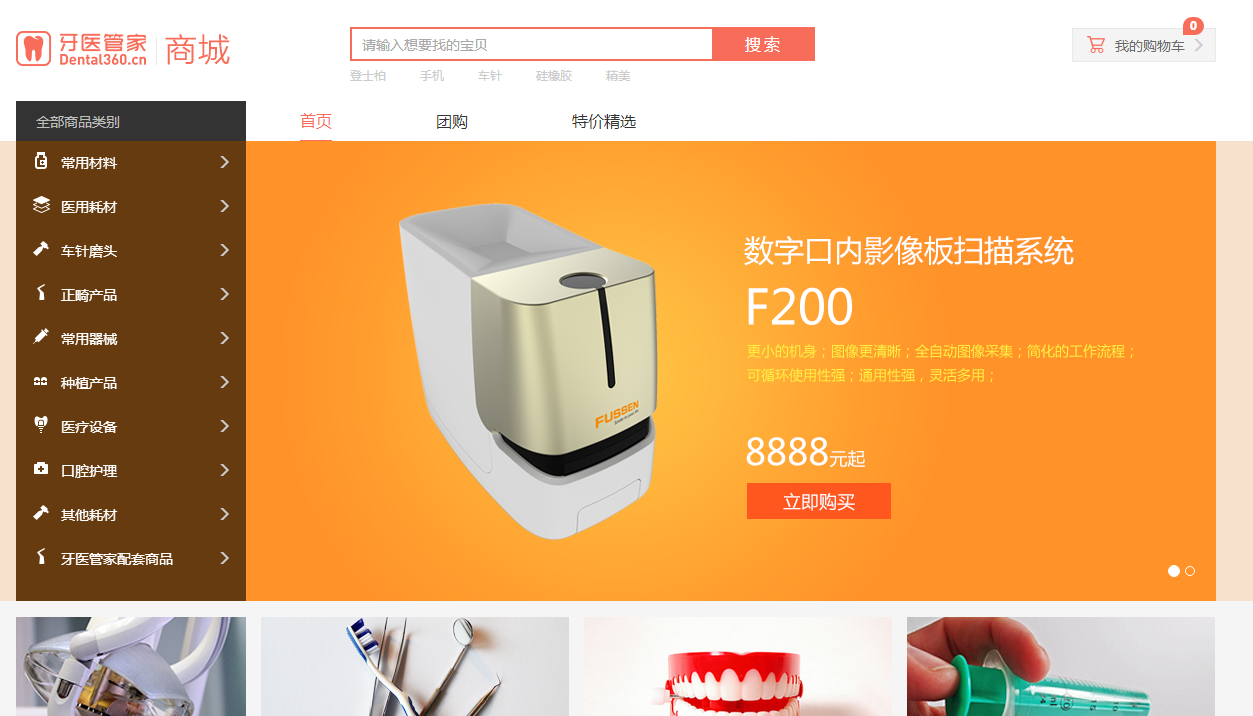 牙医管家
Dental360.cn
商城
请输入想要找的宝贝
搜索
登士柏 手机 车针 硅橡胶 精美
0
我的购物车
全部商品类别
首页 团购 特价精选
常用材料
医用耗材
车针磨头
正畸产品
常用器械
种植产品
医疗设备
口腔护理
其他耗材
牙医管家配套商品
数字口内影像板扫描系统
F200
更小的机身；图像更清晰；全自动图像采集；简化的工作流程；
可循环使用性强；通用性强，灵活多用；
8888元起
立即购买
FUSSEN